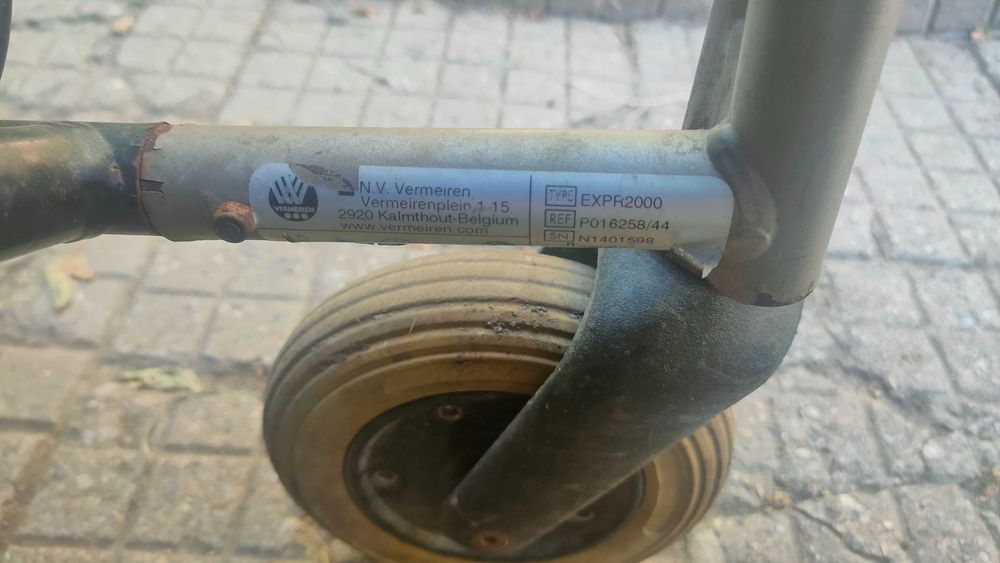 VERMEIREN
N.V. Vermeiren
Vermeirenplein 1-15
2920 Kalmthout-Belgium
www.vermeiren.com
TYPE EXPR2000
REF P016258/44
SN N1401598